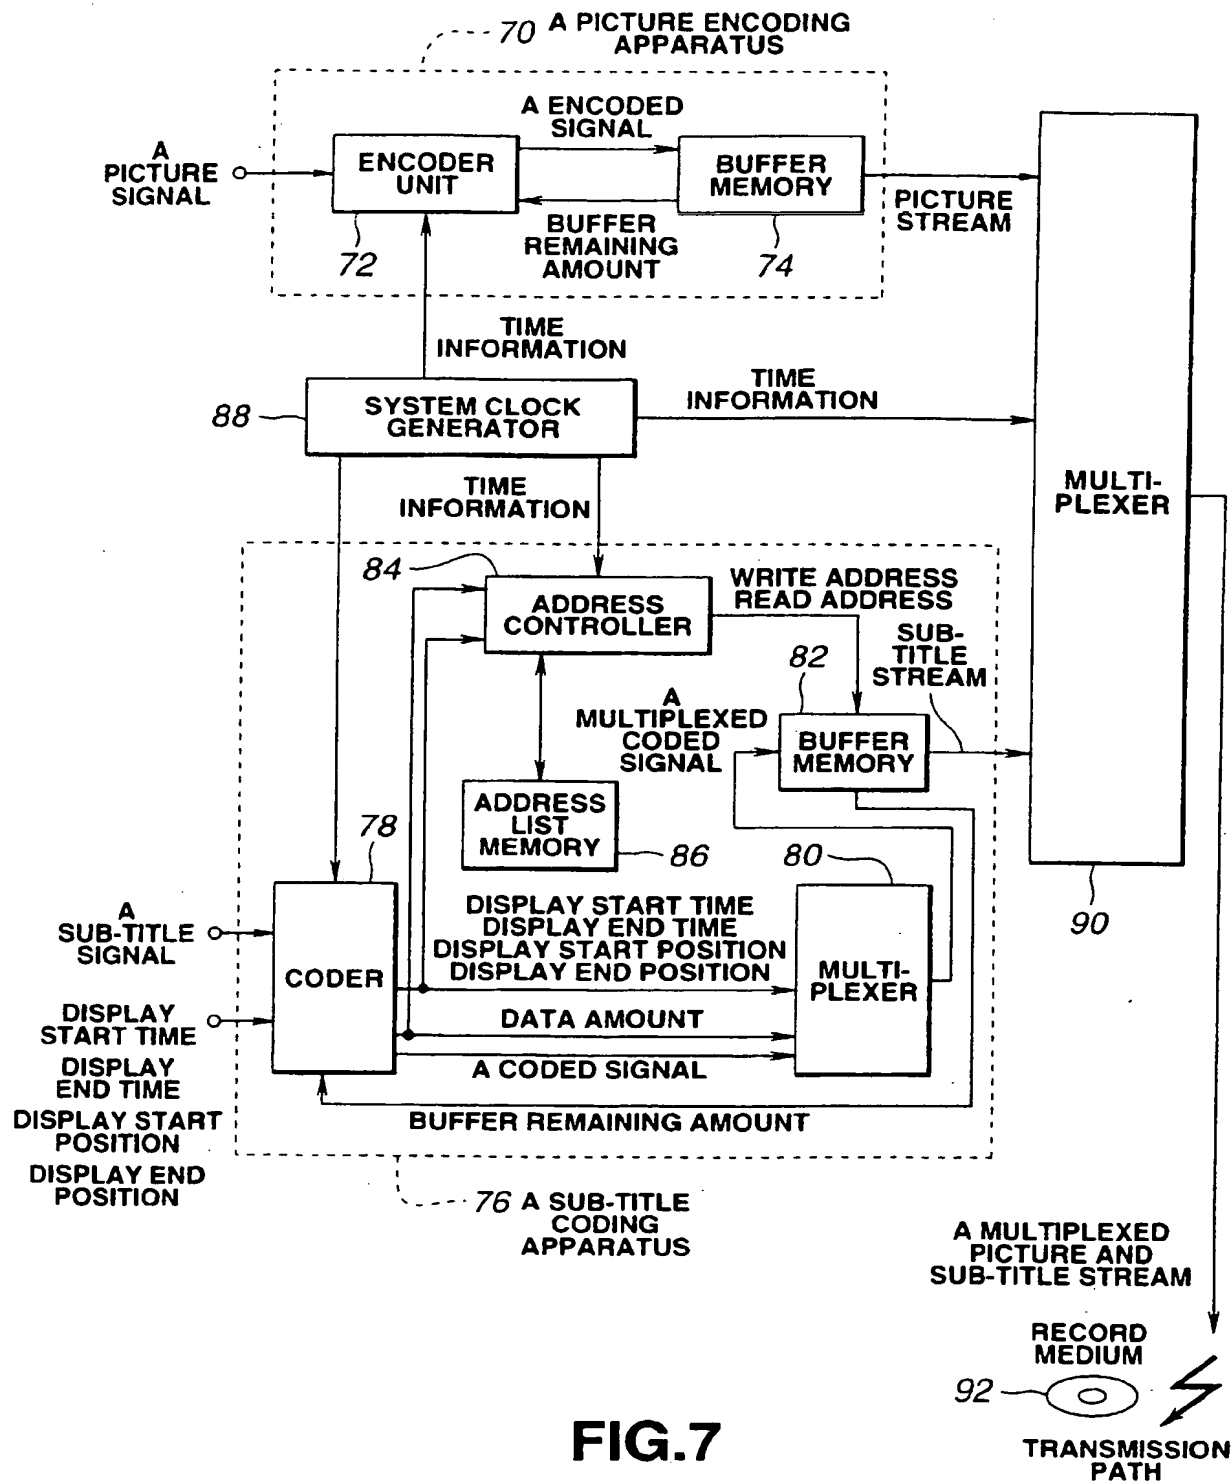 70 A PICTURE ENCODING
APPARATUS
A ENCODED
SIGNAL
A
PICTURE
SIGNAL
ENCODER
UNIT
BUFFER
MEMORY
PICTURE
STREAM
72
BUFFER
REMAINING
AMOUNT
74
TIME
INFORMATION
88
SYSTEM CLOCK
GENERATOR
TIME
INFORMATION
TIME
INFORMATION
MULTI-
PLEXER
84
ADDRESS
CONTROLLER
WRITE ADDRESS
READ ADDRESS
SUB-
TITLE
STREAM
82
A
MULTIPLEXED
CODED
SIGNAL
BUFFER
MEMORY
ADDRESS
LIST
MEMORY
86
78
80
90
A
SUB-TITLE
SIGNAL
CODER
DISPLAY START TIME
DISPLAY END TIME
DISPLAY START POSITION
DISPLAY END POSITION
MULTI-
PLEXER
DISPLAY
START TIME
DISPLAY
END TIME
DISPLAY START
POSITION
DISPLAY END
POSITION
DATA AMOUNT
A CODED SIGNAL
BUFFER REMAINING AMOUNT
76 A SUB-TITLE
CODING
APPARATUS
A MULTIPLEXED
PICTURE AND
SUB-TITLE STREAM
RECORD
MEDIUM
92
TRANSMISSION
PATH
FIG.7